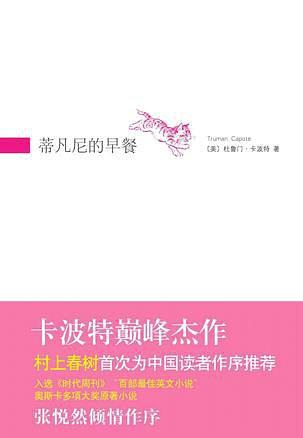 蒂凡尼的早餐
Truman Capote
［美］杜鲁门·卡波特 著
卡波特巅峰杰作
村上春树首次为中国读者作序推荐
入选《时代周刊》“百部最佳英文小说”
奥斯卡多项大奖原著小说
张悦然倾情作序